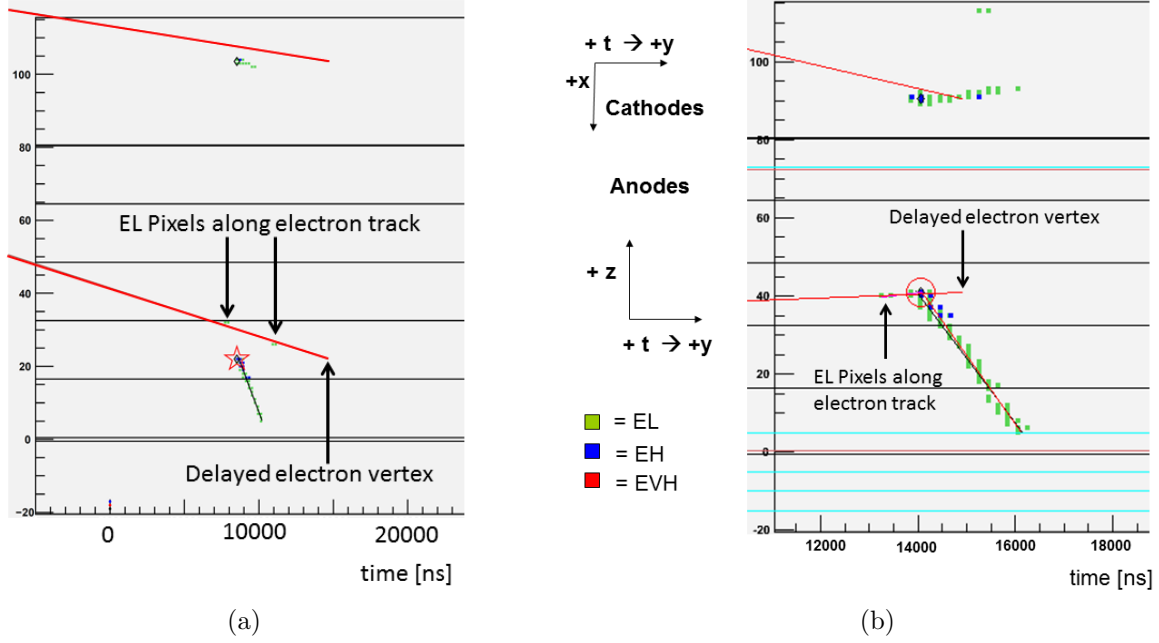 100
80
60
40
20
0
-20
0
10000
20000
time [ns]
EL Pixels along electron track
Delayed electron vertex
(a)
+ t → +y
+x
Cathodes
Anodes
+ z
+ t → +y
= EL
= EH
= EVH
100
80
60
40
20
0
-20
12000
14000
16000
18000
time [ns]
Delayed electron vertex
EL Pixels along
electron track
(b)